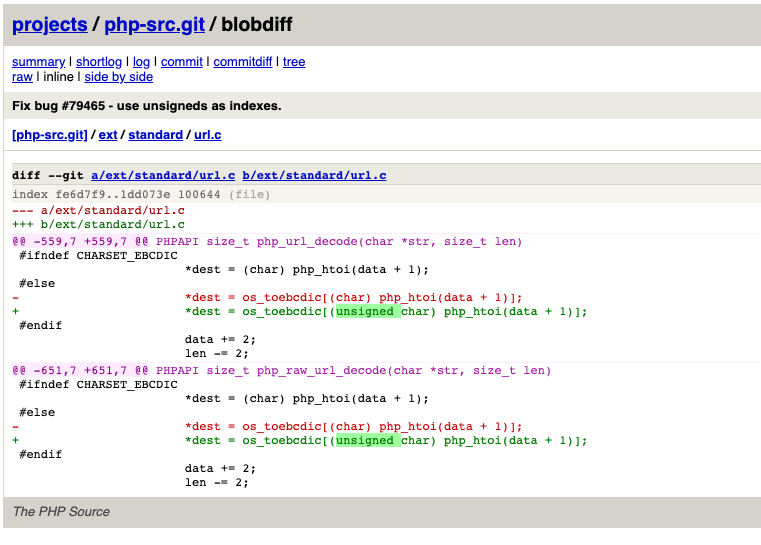 projects / php-src.git / blobdiff
summary | shortlog | log | commit | commitdiff | tree
raw | inline | side by side
Fix bug #79465 - use unsigneds as indexes.
[php-src.git] / ext / standard / url.c
diff --git a/ext/standard/url.c b/ext/standard/url.c
index fe6d7f9..1dd073e 100644 (file)
--- a/ext/standard/url.c
+++ b/ext/standard/url.c
@@ -559,7 +559,7 @@ PHPAPI size_t php_url_decode(char *str, size_t len)
 #ifndef CHARSET_EBCDIC
                        *dest = (char) php_htoi(data + 1);
 #else
-                       *dest = os_toebcdic[(char) php_htoi(data + 1)];
+                       *dest = os_toebcdic[(unsigned char) php_htoi(data + 1)];
 #endif
                        data += 2;
                        len -= 2;
@@ -651,7 +651,7 @@ PHPAPI size_t php_raw_url_decode(char *str, size_t len)
 #ifndef CHARSET_EBCDIC
                        *dest = (char) php_htoi(data + 1);
 #else
-                       *dest = os_toebcdic[(char) php_htoi(data + 1)];
+                       *dest = os_toebcdic[(unsigned char) php_htoi(data + 1)];
 #endif
                        data += 2;
                        len -= 2;
The PHP Source